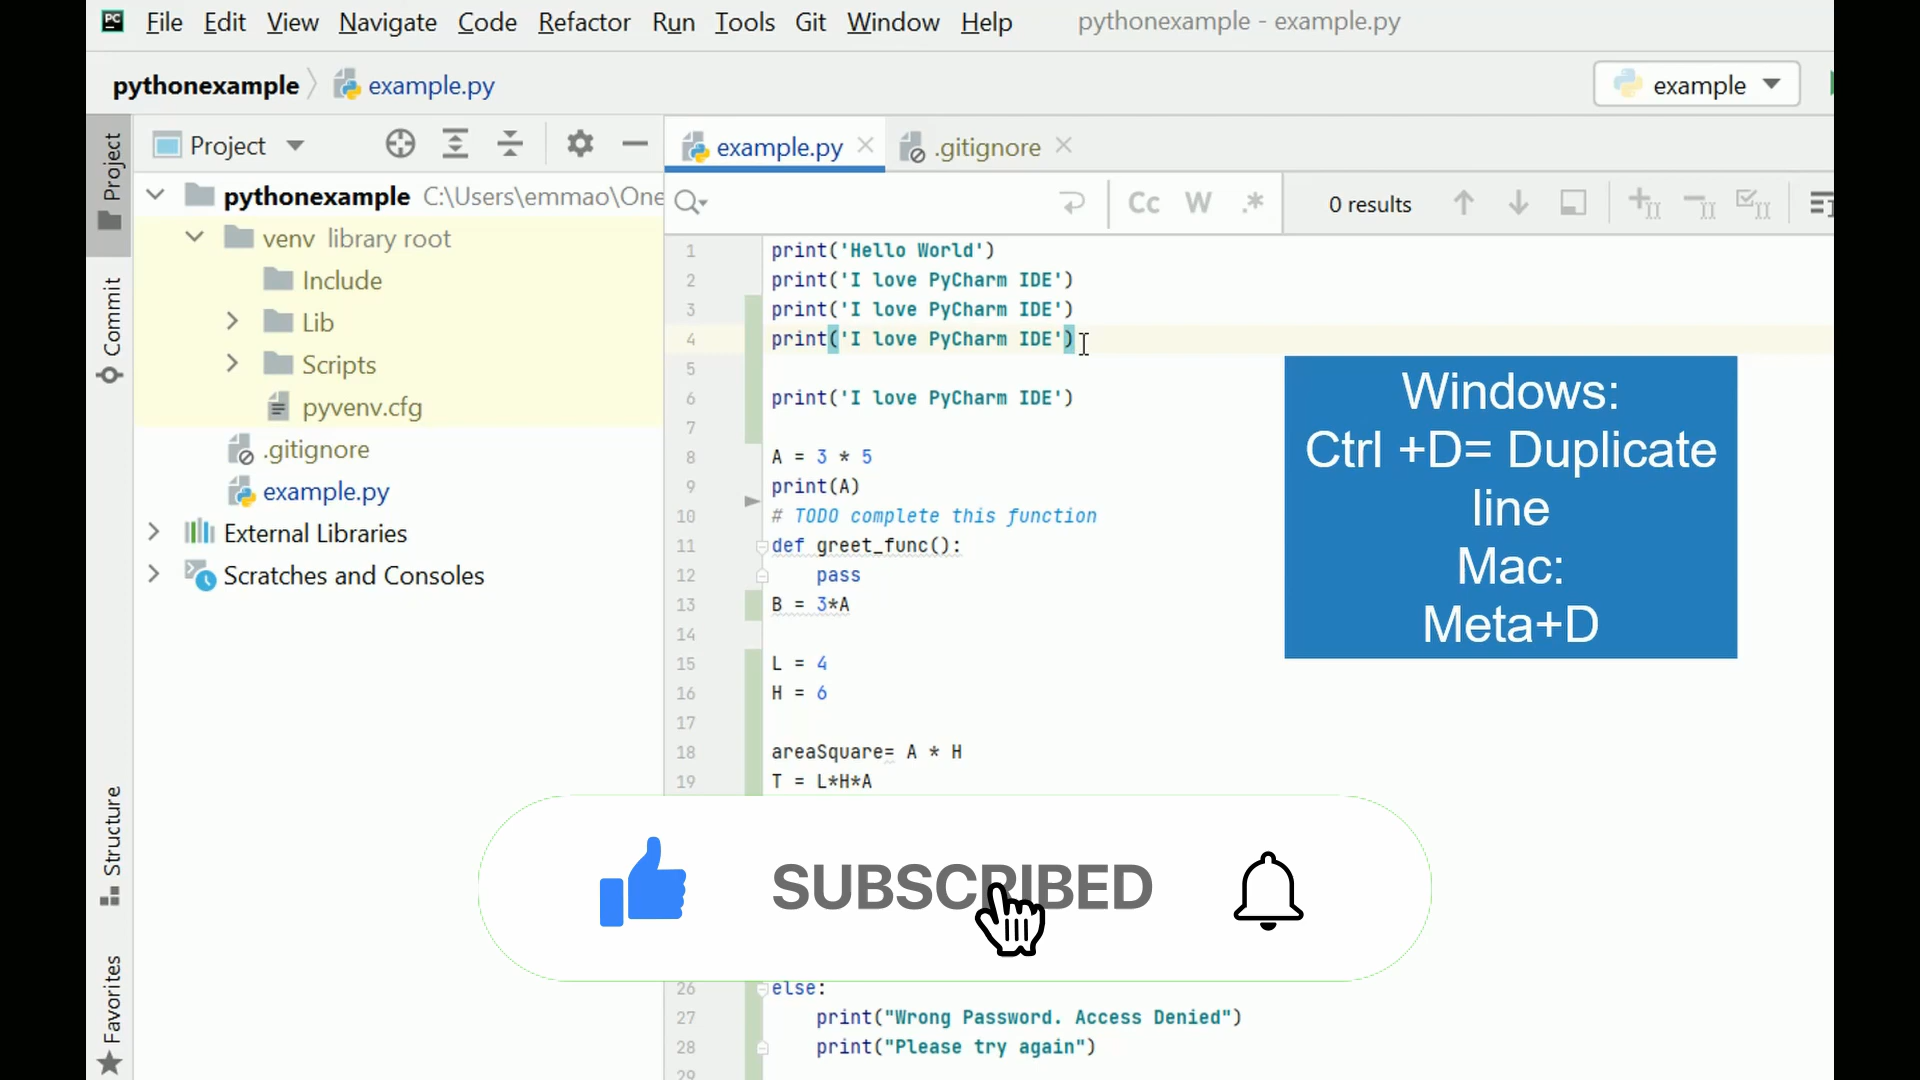 PC File Edit View Navigate Code Refactor Run Tools Git Window Help pythonexample - example.py
pythonexample example.py example
Project
Commit
Structure
Favorites
Project
pythonexample C:\Users\emmao\One
venv library root
Include
Lib
Scripts
pyvenv.cfg
.gitignore
example.py
External Libraries
Scratches and Consoles
example.py .gitignore
Cc W .* 0 results
1 print('Hello World')
2 print('I love PyCharm IDE')
3 print('I love PyCharm IDE')
4 print('I love PyCharm IDE')
5
6 print('I love PyCharm IDE')
7
8 A = 3 * 5
9 print(A)
10 # TODO complete this function
11 def greet_func():
12 pass
13 B = 3*A
14
15 L = 4
16 H = 6
17
18 areaSquare= A * H
19 T = L*H*A
26 else:
27 print("Wrong Password. Access Denied")
28 print("Please try again")
29
Windows:
Ctrl +D= Duplicate
line
Mac:
Meta+D
SUBSCRIBED